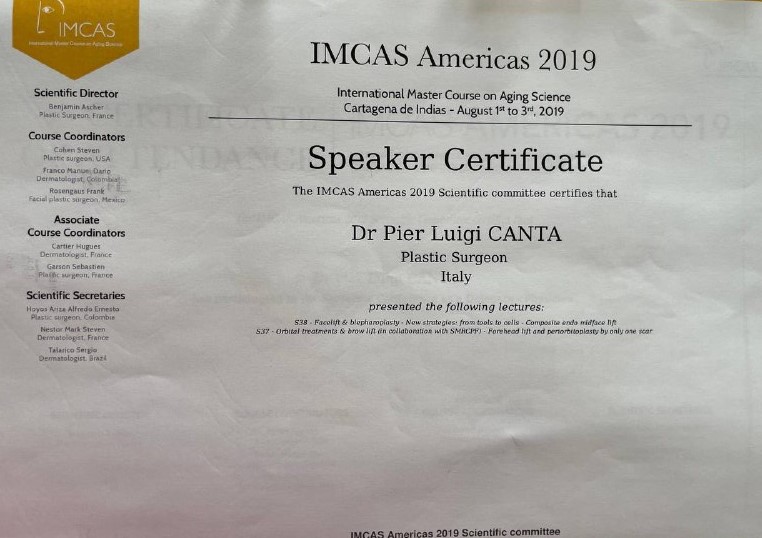 IMCAS
International Master Course on Aging Science
Scientific Director
Benjamin Ascher
Plastic Surgeon, France
Course Coordinators
Cohen Steven
Plastic surgeon, USA
Franco Manuel Dario
Dermatologist, Colombia
Rosengaus Frank
Facial plastic surgeon, Mexico
Associate
Course Coordinators
Cartier Hugues
Dermatologist, France
Garson Sebastien
Plastic surgeon, France
Scientific Secretaries
Hoyos Ariza Alfredo Ernesto
Plastic surgeon, Colombia
Nestor Mark Steven
Dermatologist, France
Talarico Sergio
Dermatologist, Brazil
IMCAS Americas 2019
International Master Course on Aging Science
Cartagena de Indias - August 1st to 3rd, 2019
Speaker Certificate
The IMCAS Americas 2019 Scientific committee certifies that
Dr Pier Luigi CANTA
Plastic Surgeon
Italy
presented the following lectures:
S38 - Facelift & blepharoplasty - New strategies: from tools to cells - Composite endo midface lift
S37 - Orbital treatments & brow lift (in collaboration with SMBCPF) - Forehead lift and periorbitoplasty by only one scar
IMCAS Americas 2019 Scientific committee